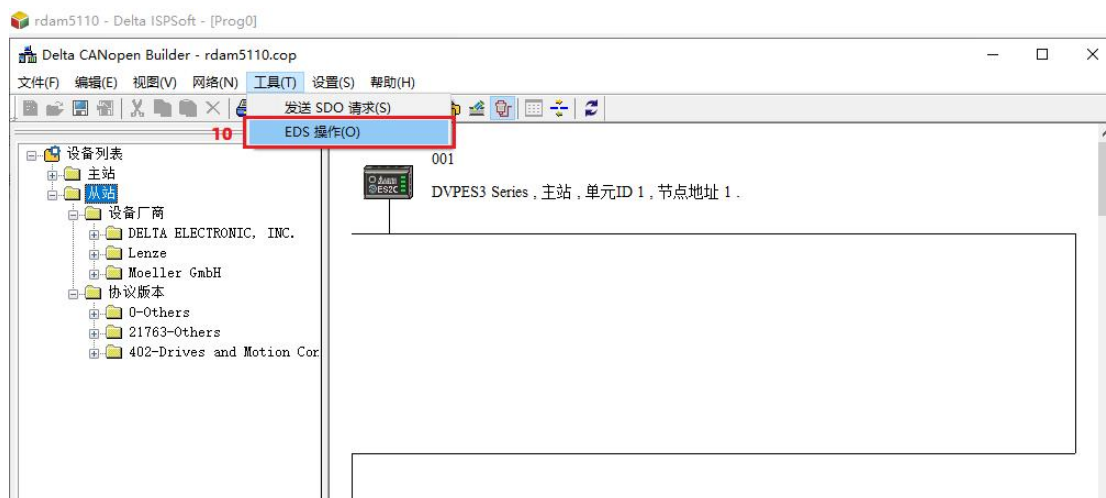 rdam5110 - Delta ISPSoft - [Prog0]
Delta CANopen Builder - rdam5110.cop
文件(F) 编辑(E) 视图(V) 网络(N) 工具(T) 设置(S) 帮助(H)
发送 SDO 请求(S)
10 EDS 操作(O)
设备列表
主站
从站
设备厂商
DELTA ELECTRONIC, INC.
Lenze
Moeller GmbH
协议版本
0-Others
21763-Others
402-Drives and Motion Cor
001
DVPES3 Series , 主站 , 单元ID 1 , 节点地址 1 .